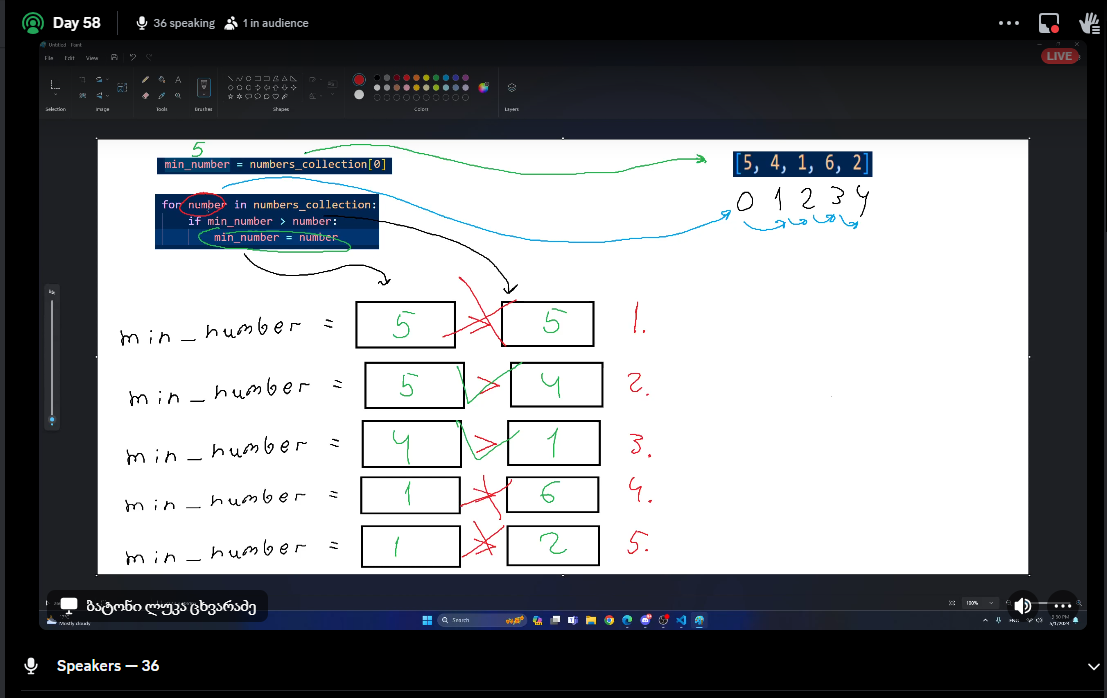 Day 58
36 speaking
1 in audience
LIVE
Untitled - Paint
File Edit View
Selection Image Tools Brushes Shapes Colors Layers
5
min_number = numbers_collection[0]
[5, 4, 1, 6, 2]
0 1 2 3 4
for number in numbers_collection:
if min_number > number:
min_number = number
min_number = 5 > 5 1.
min_number = 5 > 4 2.
min_number = 4 > 1 3.
min_number = 1 > 6 4.
min_number = 1 > 2 5.
ბატონი ლუკა ცხვარაძე
100%
Mostly cloudy
Search
ENG
Speakers — 36